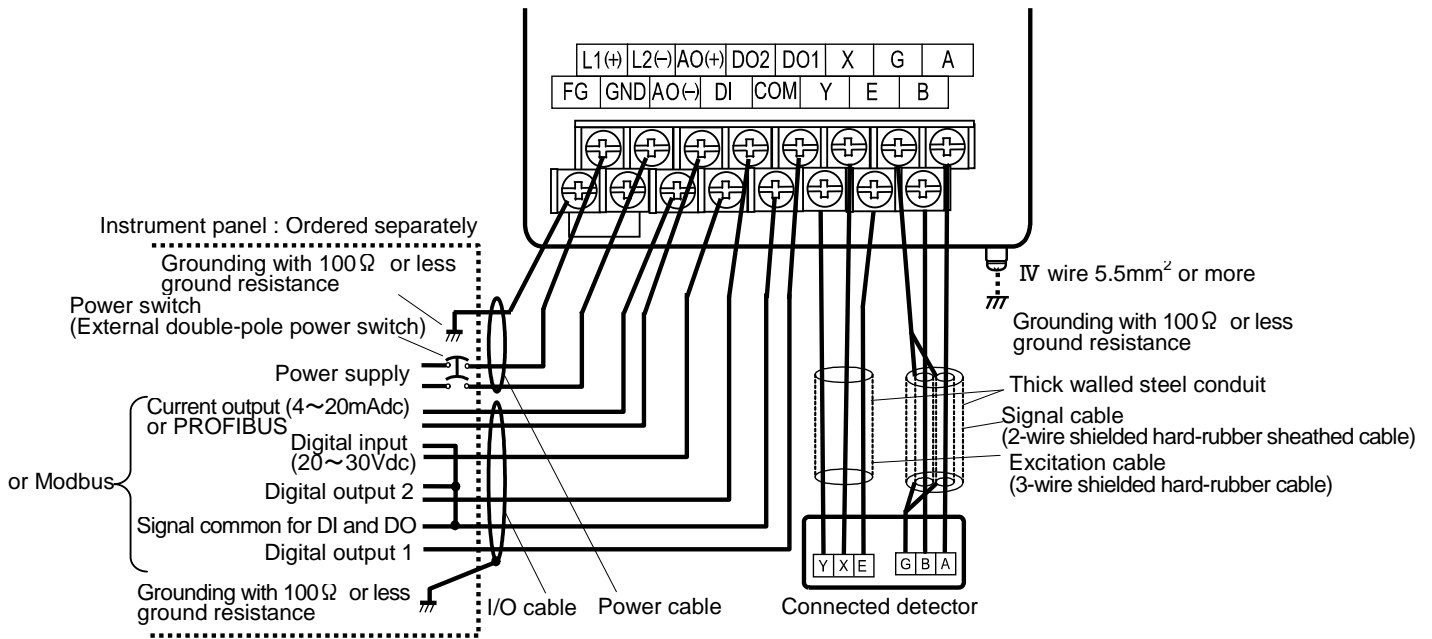 L1(+) L2(−) AO(+) DO2 DO1 X G A
FG GND AO(−) DI COM Y E B
Instrument panel : Ordered separately
Grounding with 100Ω or less
ground resistance
Power switch
(External double-pole power switch)
Power supply
Current output (4～20mAdc)
or PROFIBUS
Digital input
(20～30Vdc)
or Modbus
Digital output 2
Signal common for DI and DO
Digital output 1
Grounding with 100Ω or less
ground resistance
I/O cable
Power cable
Ⅳ wire 5.5mm² or more
Grounding with 100Ω or less
ground resistance
Thick walled steel conduit
Signal cable
(2-wire shielded hard-rubber sheathed cable)
Excitation cable
(3-wire shielded hard-rubber cable)
Y X E G B A
Connected detector